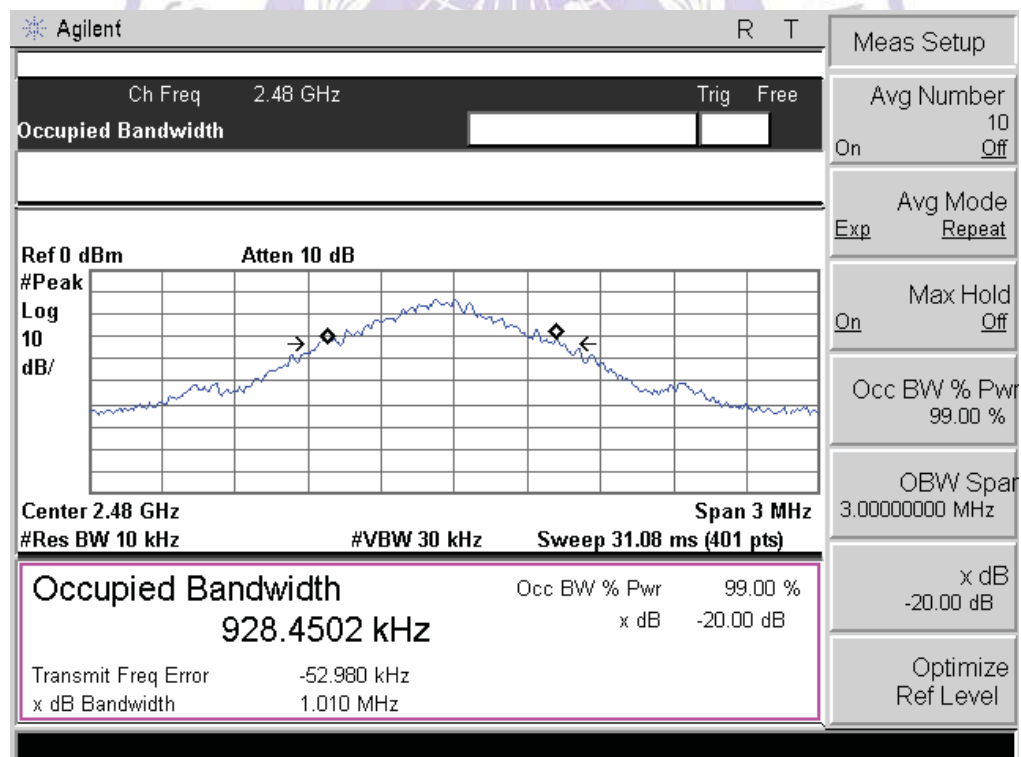 Agilent R T
Ch Freq 2.48 GHz Trig Free
Occupied Bandwidth
Ref 0 dBm Atten 10 dB
#Peak
Log
10
dB/
Center 2.48 GHz Span 3 MHz
#Res BW 10 kHz #VBW 30 kHz Sweep 31.08 ms (401 pts)
Occupied Bandwidth Occ BW % Pwr 99.00 %
928.4502 kHz x dB -20.00 dB
Transmit Freq Error -52.980 kHz
x dB Bandwidth 1.010 MHz
Meas Setup
Avg Number
10
On Off
Avg Mode
Exp Repeat
Max Hold
On Off
Occ BW % Pwr
99.00 %
OBW Span
3.00000000 MHz
x dB
-20.00 dB
Optimize
Ref Level